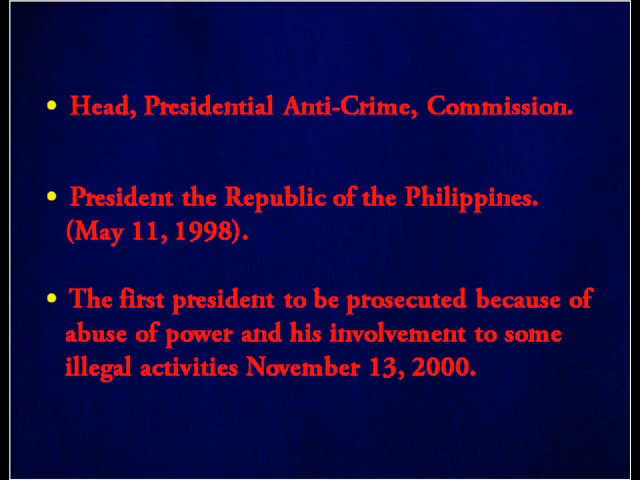 • Head, Presidential Anti-Crime, Commission.
• President the Republic of the Philippines.
(May 11, 1998).
• The first president to be prosecuted because of
abuse of power and his involvement to some
illegal activities November 13, 2000.